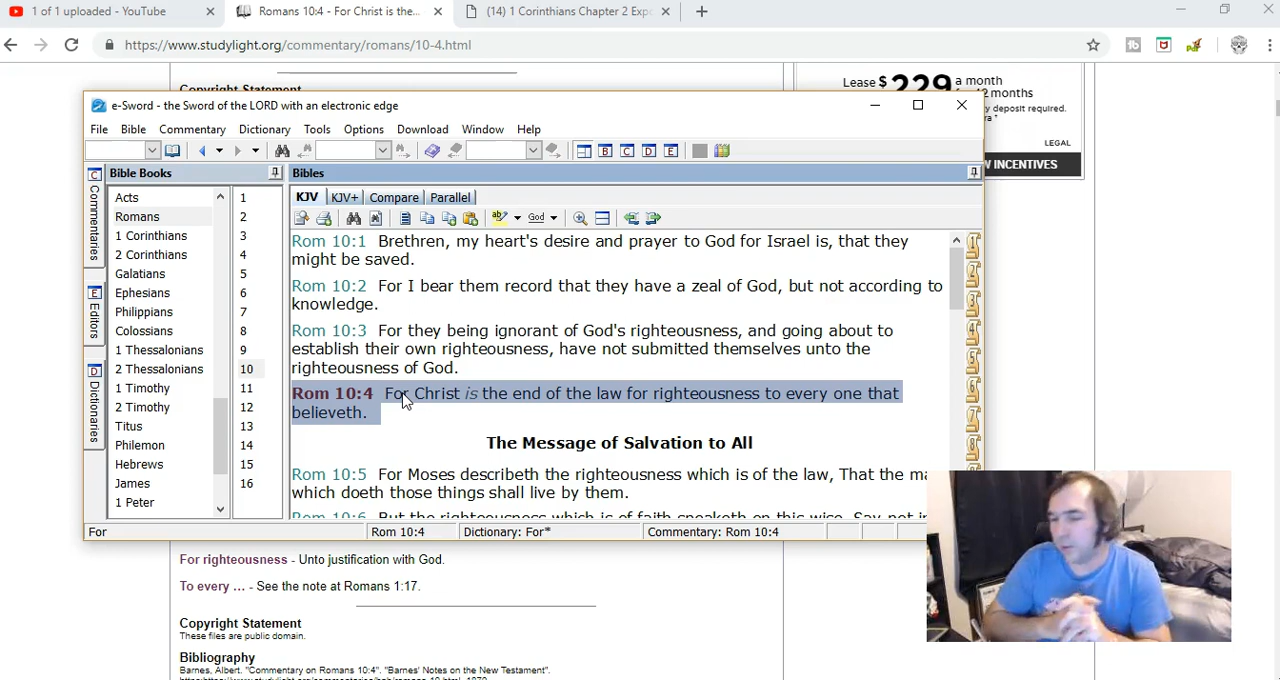 1 of 1 uploaded - YouTube
Romans 10:4 - For Christ is the...
(14) 1 Corinthians Chapter 2 Exp
https://www.studylight.org/commentary/romans/10-4.html
Copyright Statement
Lease $229 a month
months
deposit required.
LEGAL
INCENTIVES
e-Sword - the Sword of the LORD with an electronic edge
File Bible Commentary Dictionary Tools Options Download Window Help
B C D E
Bible Books
Bibles
C Commentaries
E Editors
D Dictionaries
Acts
Romans
1 Corinthians
2 Corinthians
Galatians
Ephesians
Philippians
Colossians
1 Thessalonians
2 Thessalonians
1 Timothy
2 Timothy
Titus
Philemon
Hebrews
James
1 Peter
1
2
3
4
5
6
7
8
9
10
11
12
13
14
15
16
KJV KJV+ Compare Parallel
God
Rom 10:1 Brethren, my heart's desire and prayer to God for Israel is, that they
might be saved.
Rom 10:2 For I bear them record that they have a zeal of God, but not according to
knowledge.
Rom 10:3 For they being ignorant of God's righteousness, and going about to
establish their own righteousness, have not submitted themselves unto the
righteousness of God.
Rom 10:4 For Christ is the end of the law for righteousness to every one that
believeth.
The Message of Salvation to All
Rom 10:5 For Moses describeth the righteousness which is of the law, That the
which doeth those things shall live by them.
For
Rom 10:4
Dictionary: For*
Commentary: Rom 10:4
For righteousness - Unto justification with God.
To every ... - See the note at Romans 1:17.
Copyright Statement
These files are public domain.
Bibliography
Barnes, Albert. "Commentary on Romans 10:4". "Barnes' Notes on the New Testament".